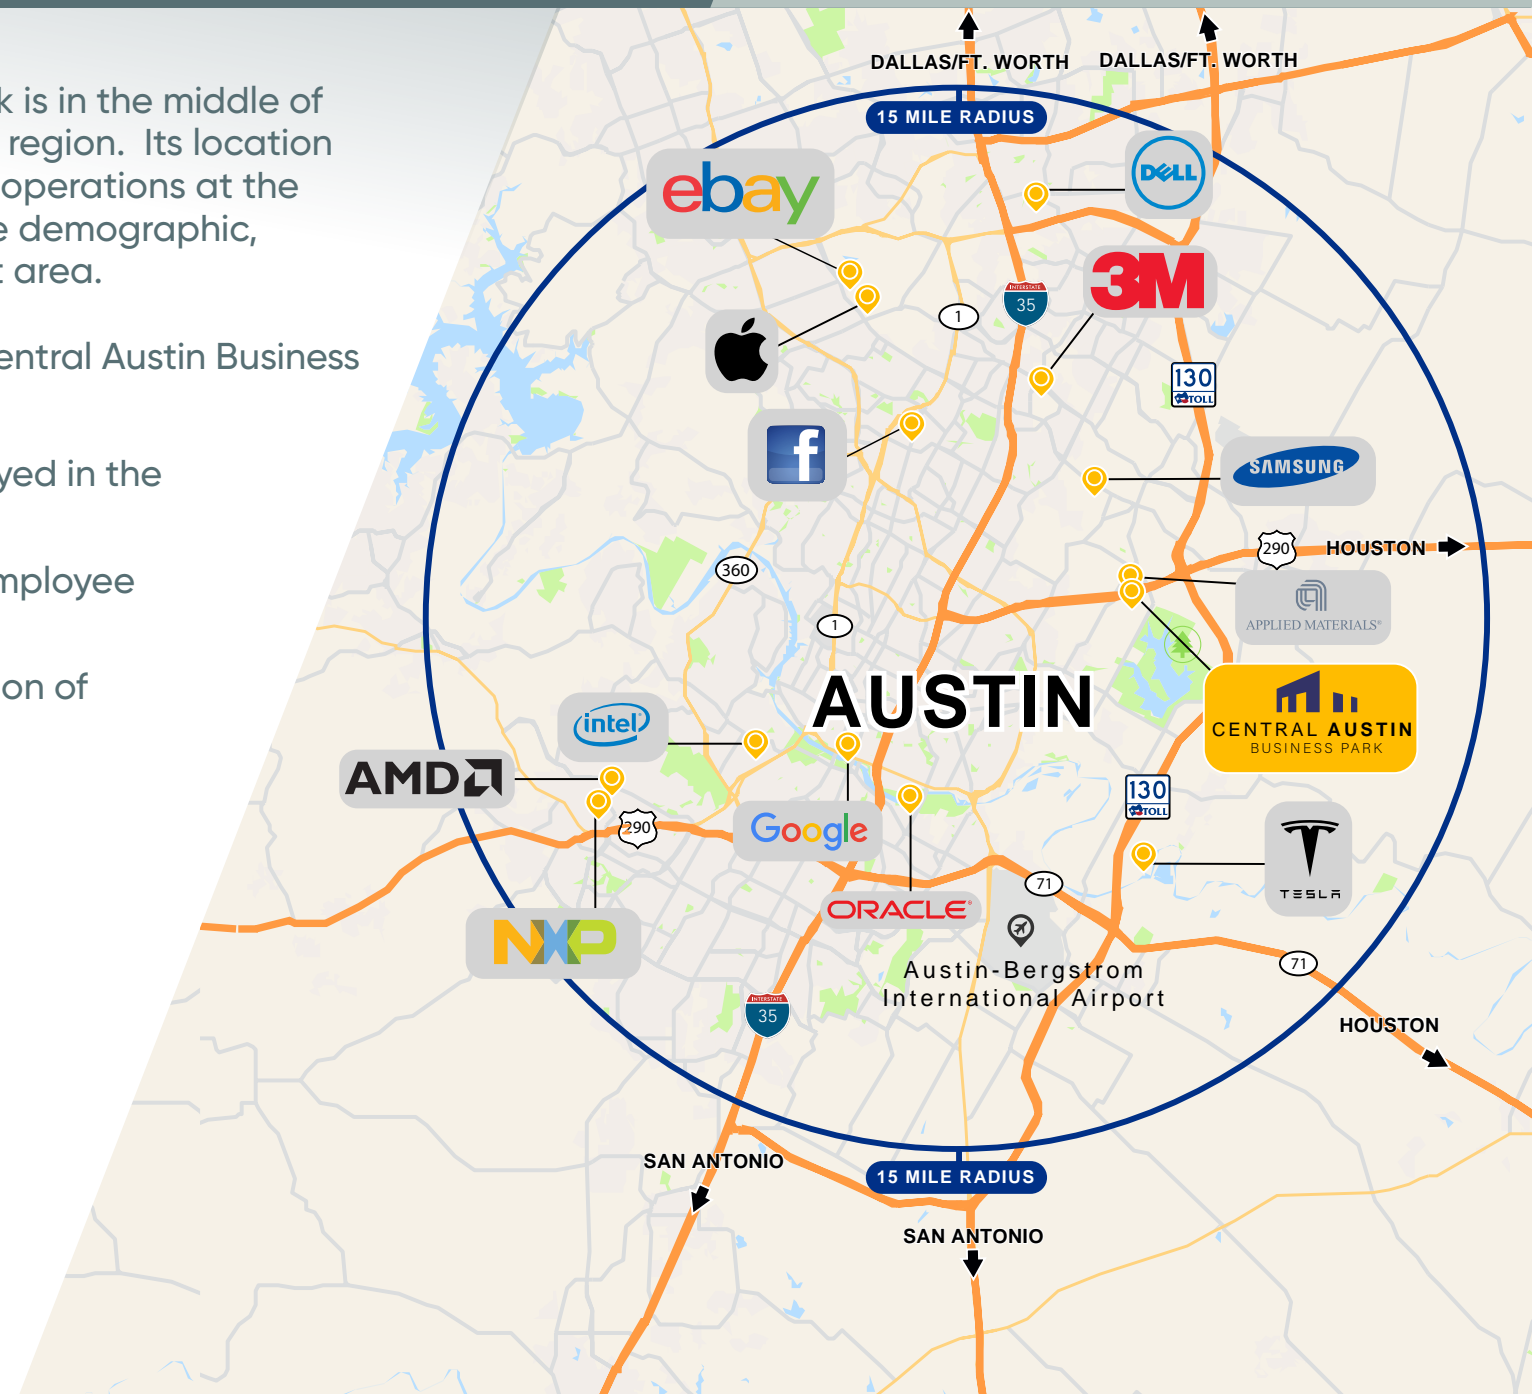 k is in the middle of
region. Its location
operations at the
e demographic,
t area.
entral Austin Business
yed in the
mployee
on of
DALLAS/FT. WORTH
DALLAS/FT. WORTH
15 MILE RADIUS
ebay
DELL
3M
INTERSTATE
35
1
130
TOLL
f
SAMSUNG
290
HOUSTON
360
APPLIED MATERIALS®
1
AUSTIN
CENTRAL AUSTIN
BUSINESS PARK
intel
AMD
130
TOLL
290
Google
TESLA
71
ORACLE®
NXP
Austin-Bergstrom
International Airport
71
INTERSTATE
35
HOUSTON
SAN ANTONIO
15 MILE RADIUS
SAN ANTONIO